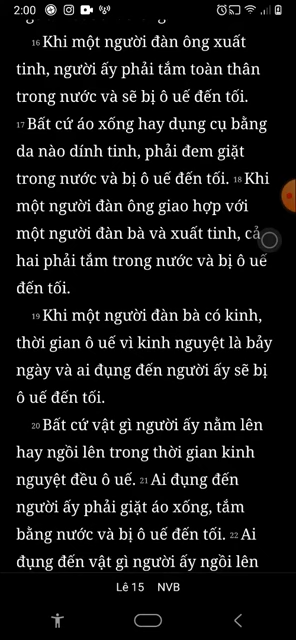 2:00
16 Khi một người đàn ông xuất
tinh, người ấy phải tắm toàn thân
trong nước và sẽ bị ô uế đến tối.
17 Bất cứ áo xống hay dụng cụ bằng
da nào dính tinh, phải đem giặt
trong nước và bị ô uế đến tối. 18 Khi
một người đàn ông giao hợp với
một người đàn bà và xuất tinh, cả
hai phải tắm trong nước và bị ô uế
đến tối.
19 Khi một người đàn bà có kinh,
thời gian ô uế vì kinh nguyệt là bảy
ngày và ai đụng đến người ấy sẽ bị
ô uế đến tối.
20 Bất cứ vật gì người ấy nằm lên
hay ngồi lên trong thời gian kinh
nguyệt đều ô uế. 21 Ai đụng đến
người ấy phải giặt áo xống, tắm
bằng nước và bị ô uế đến tối. 22 Ai
đụng đến vật gì người ấy ngồi lên
Lê 15 NVB